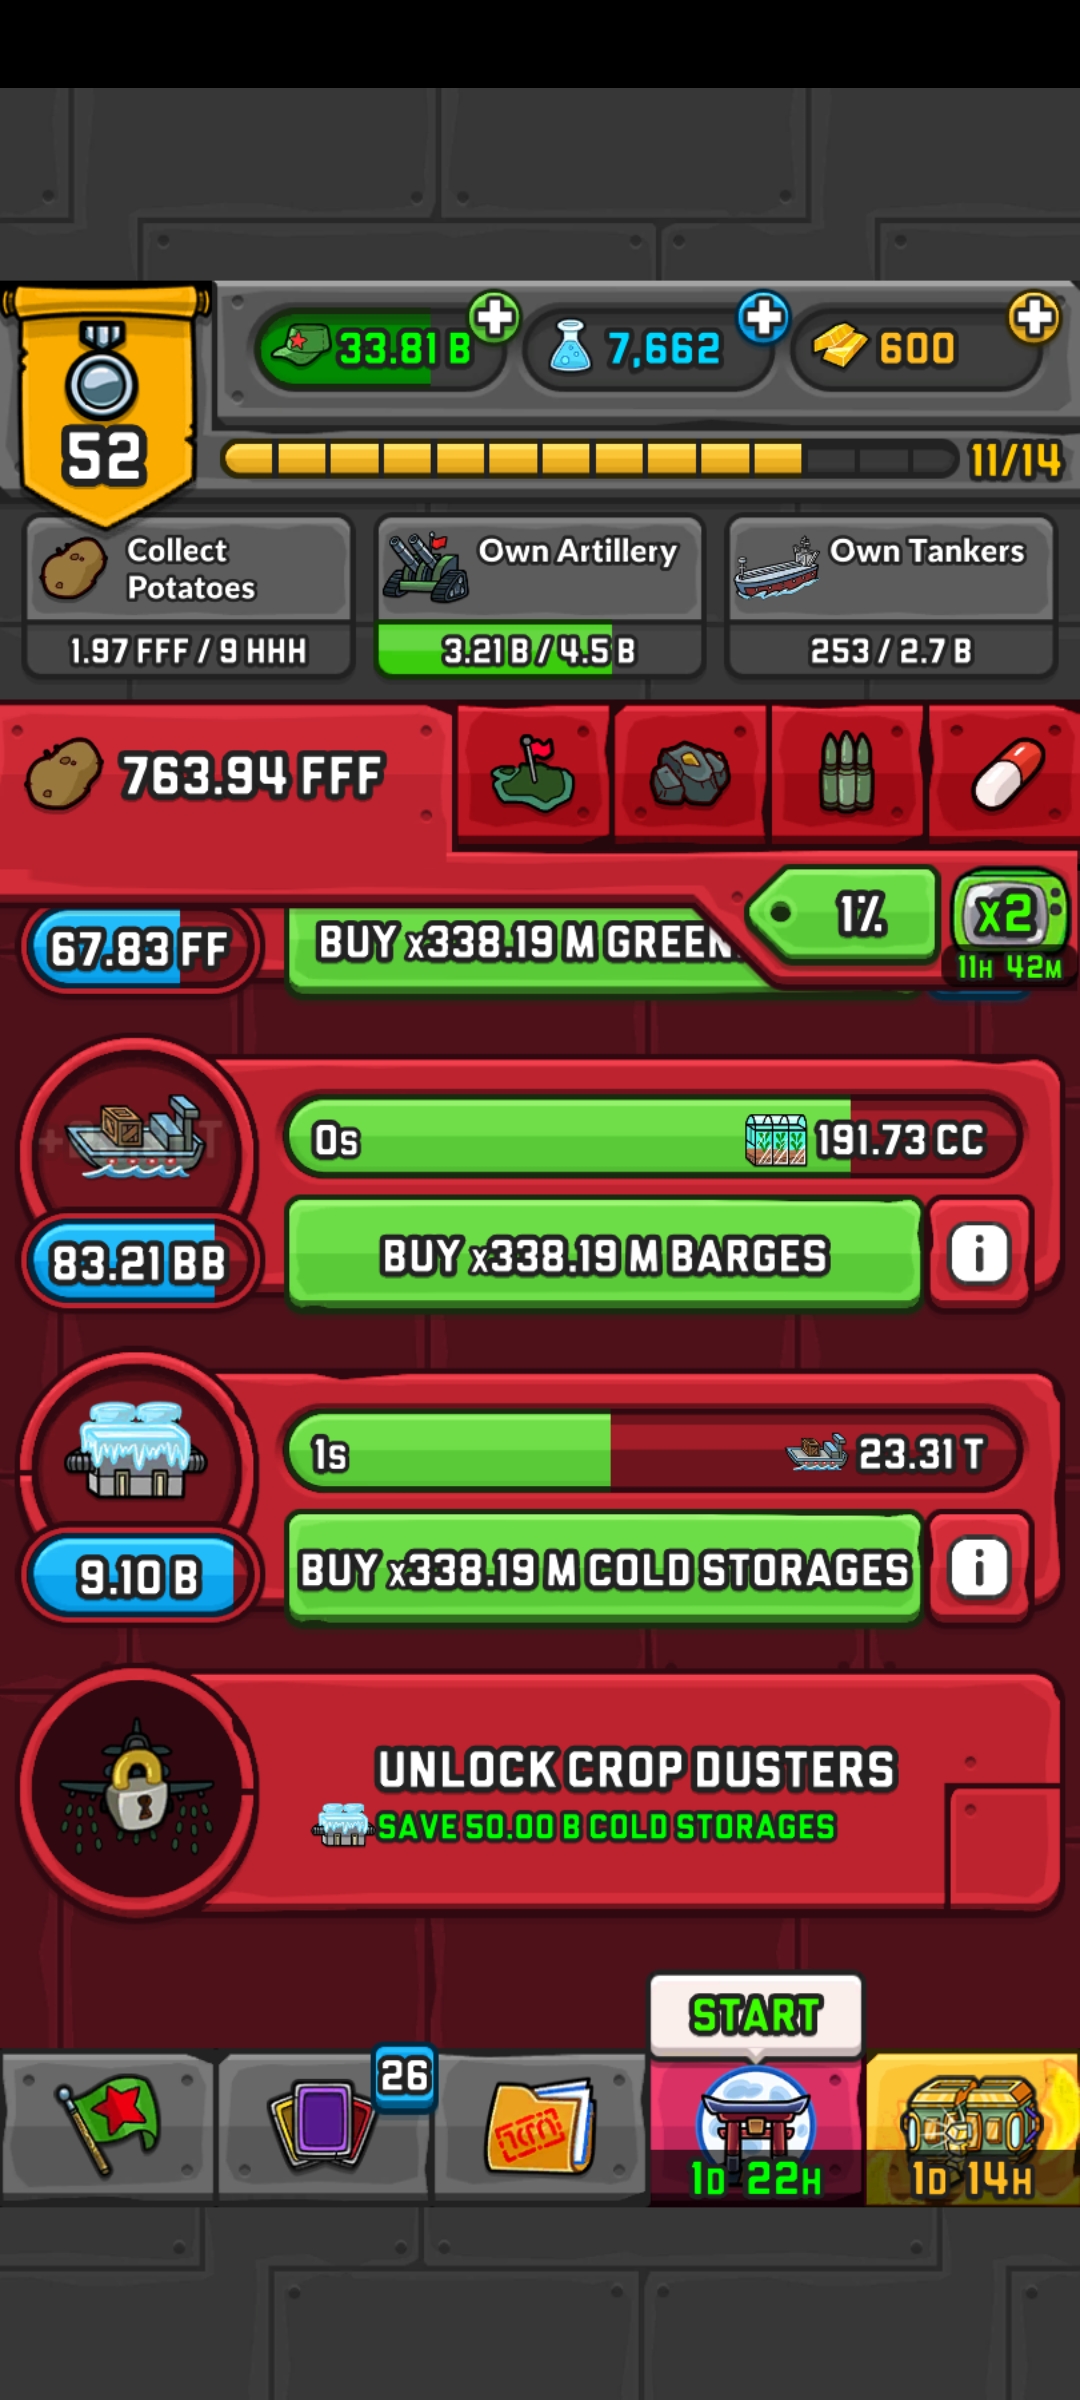 33.81 B
7,662
600
52
11/14
Collect
Potatoes
1.97 FFF / 9 HHH
Own Artillery
3.21 B / 4.5 B
Own Tankers
253 / 2.7 B
763.94 FFF
1%
x2
11H 42M
67.83 FF
BUY x338.19 M GREEN
0s
191.73 CC
83.21 BB
BUY x338.19 M BARGES
i
1s
23.31 T
9.10 B
BUY x338.19 M COLD STORAGES
i
UNLOCK CROP DUSTERS
SAVE 50.00 B COLD STORAGES
START
26
1D 22H
1D 14H